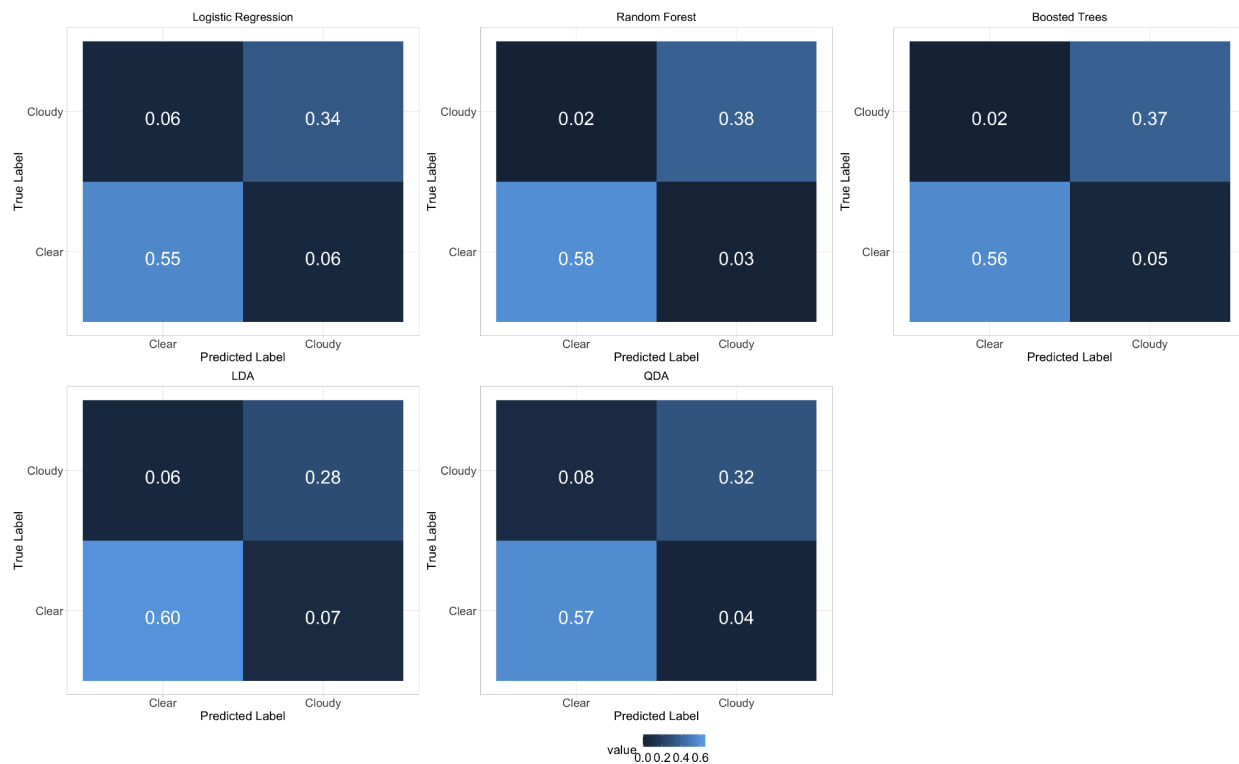 Logistic Regression
Random Forest
Boosted Trees
True Label
Cloudy
Clear
0.06
0.34
0.55
0.06
Clear
Cloudy
Predicted Label
True Label
Cloudy
Clear
0.02
0.38
0.58
0.03
Clear
Cloudy
Predicted Label
True Label
Cloudy
Clear
0.02
0.37
0.56
0.05
Clear
Cloudy
Predicted Label
LDA
QDA
True Label
Cloudy
Clear
0.06
0.28
0.60
0.07
Clear
Cloudy
Predicted Label
True Label
Cloudy
Clear
0.08
0.32
0.57
0.04
Clear
Cloudy
Predicted Label
value
0.0 0.2 0.4 0.6